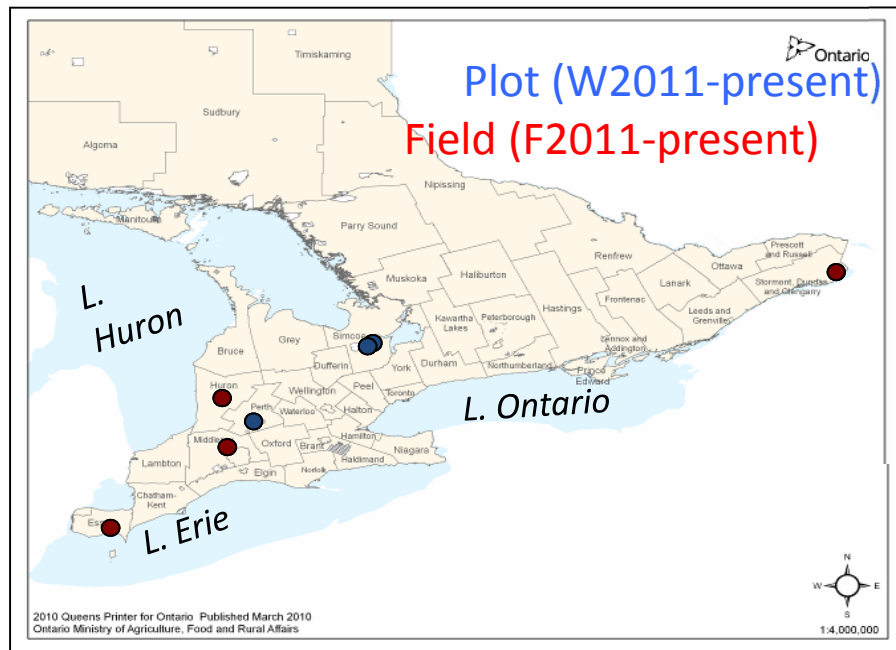 Timiskaming
Ontario
Plot (W2011-present)
Sudbury
Field (F2011-present)
Algoma
Nipissing
Manitoulin
Parry Sound
Renfrew
Prescott
and Russell
Muskoka
Haliburton
Ottawa
Lanark
Stormont, Dundas
and Glengarry
L.
Huron
Frontenac
Hastings
Leeds and
Grenville
Kawartha
Lakes
Peterborough
Simcoe
Grey
Bruce
Lennox and
Addington
Dufferin
York
Durham
Northumberland
Prince
Edward
Huron
Wellington
Peel
Toronto
L. Ontario
Perth
Waterloo
Halton
Middle
Oxford
Brant
Hamilton
Niagara
Haldimand
Lambton
Elgin
Norfolk
Chatham-
Kent
Ess
L. Erie
N
W
E
S
2010 Queens Printer for Ontario Published March 2010
Ontario Ministry of Agriculture, Food and Rural Affairs
1:4,000,000